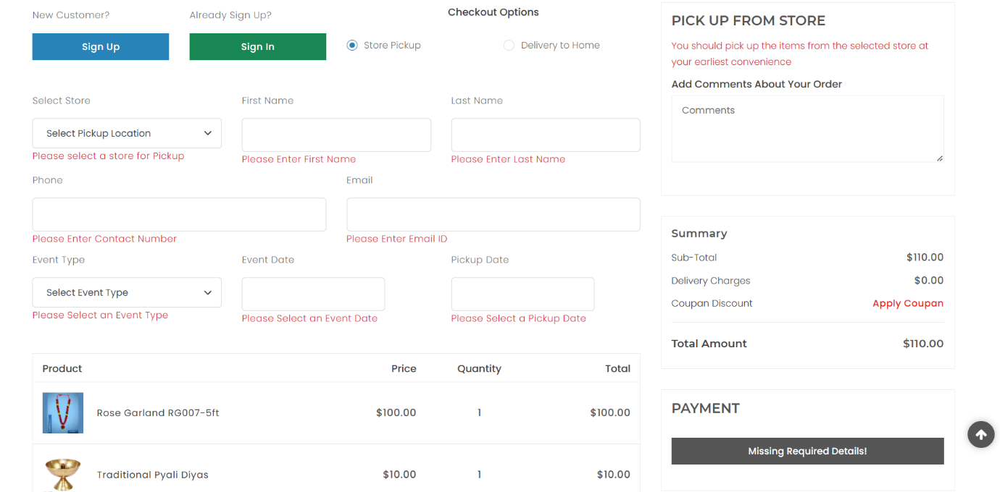 New Customer?
Already Sign Up?
Checkout Options
Sign Up
Sign In
Store Pickup
Delivery to Home
Select Store
First Name
Last Name
Select Pickup Location
Please select a store for Pickup
Please Enter First Name
Please Enter Last Name
Phone
Email
Please Enter Contact Number
Please Enter Email ID
Event Type
Event Date
Pickup Date
Select Event Type
Please Select an Event Type
Please Select an Event Date
Please Select a Pickup Date
Product Price Quantity Total
Rose Garland RG007-5ft $100.00 1 $100.00
Traditional Pyali Diyas $10.00 1 $10.00
PICK UP FROM STORE
You should pick up the items from the selected store at
your earliest convenience
Add Comments About Your Order
Comments
Summary
Sub-Total $110.00
Delivery Charges $0.00
Coupan Discount Apply Coupan
Total Amount $110.00
PAYMENT
Missing Required Details!